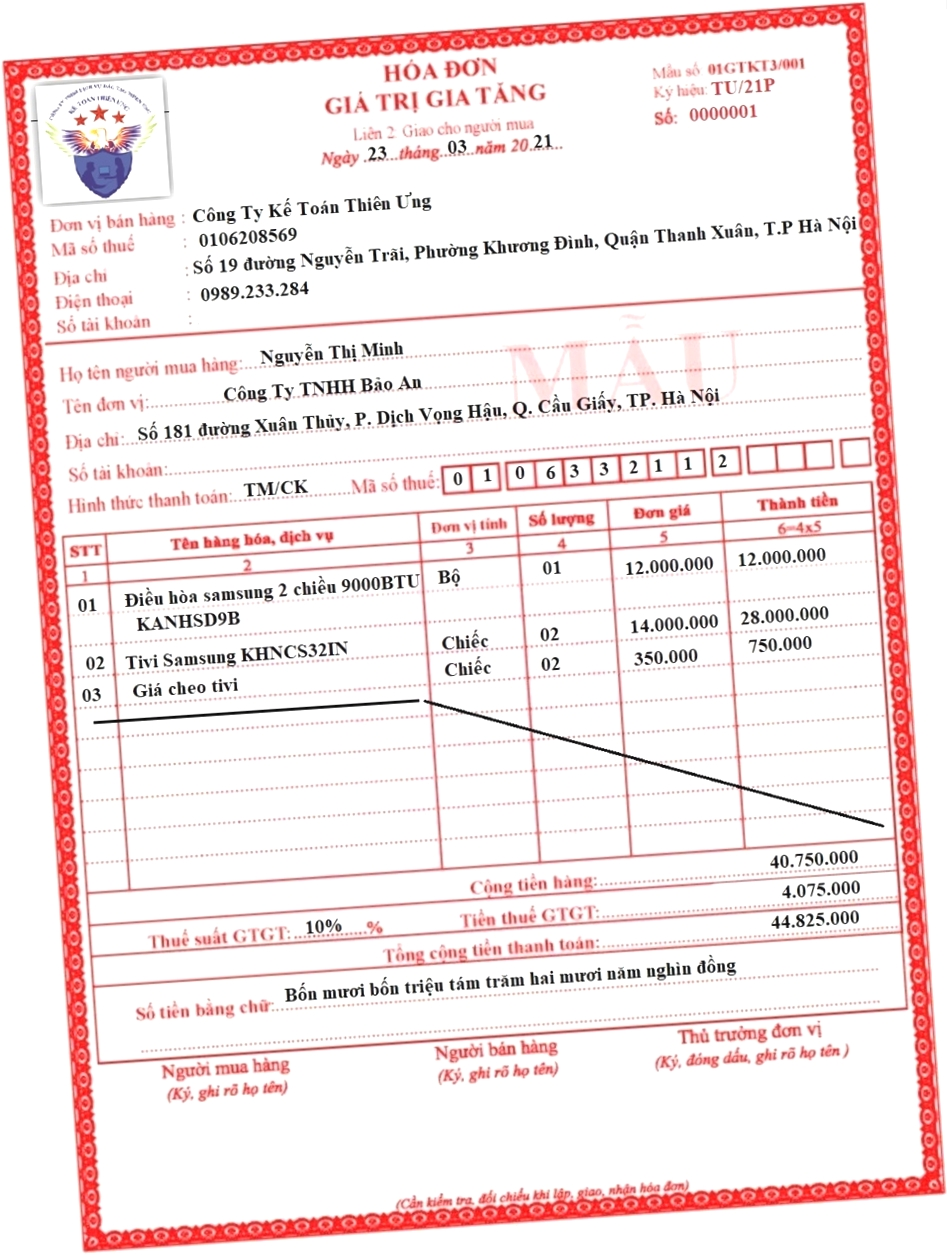 CÔNG TY TNHH DỊCH VỤ ĐÀO TẠO THIÊN ƯNG
KẾ TOÁN THIÊN ƯNG
HÓA ĐƠN
GIÁ TRỊ GIA TĂNG
Liên 2: Giao cho người mua
Ngày 23 tháng 03 năm 20 21
Mẫu số 01GTKT3/001
Ký hiệu: TU/21P
Số: 0000001
Đơn vị bán hàng : Công Ty Kế Toán Thiên Ưng
Mã số thuế : 0106208569
Địa chỉ : Số 19 đường Nguyễn Trãi, Phường Khương Đình, Quận Thanh Xuân, T.P Hà Nội
Điện thoại : 0989.233.284
Số tài khoản :
MẪU
Họ tên người mua hàng: Nguyễn Thị Minh
Tên đơn vị: Công Ty TNHH Bảo An
Địa chỉ: Số 181 đường Xuân Thủy, P. Dịch Vọng Hậu, Q. Cầu Giấy, TP. Hà Nội
Số tài khoản:
Hình thức thanh toán: TM/CK Mã số thuế: 0 1 0 6 3 3 2 1 1 2
STT Tên hàng hóa, dịch vụ Đơn vị tính Số lượng Đơn giá Thành tiền
1 2 3 4 5 6=4x5
01 Điều hòa samsung 2 chiều 9000BTU Bộ 01 12.000.000 12.000.000
KANHSD9B
02 Tivi Samsung KHNCS32IN Chiếc 02 14.000.000 28.000.000
03 Giá cheo tivi Chiếc 02 350.000 750.000
Cộng tiền hàng: 40.750.000
Thuế suất GTGT: 10% % Tiền thuế GTGT: 4.075.000
Tổng cộng tiền thanh toán: 44.825.000
Số tiền bằng chữ: Bốn mươi bốn triệu tám trăm hai mươi năm nghìn đồng
Người mua hàng Người bán hàng Thủ trưởng đơn vị
(Ký, ghi rõ họ tên) (Ký, ghi rõ họ tên) (Ký, đóng dấu, ghi rõ họ tên )
(Cần kiểm tra, đối chiếu khi lập, giao, nhận hóa đơn)